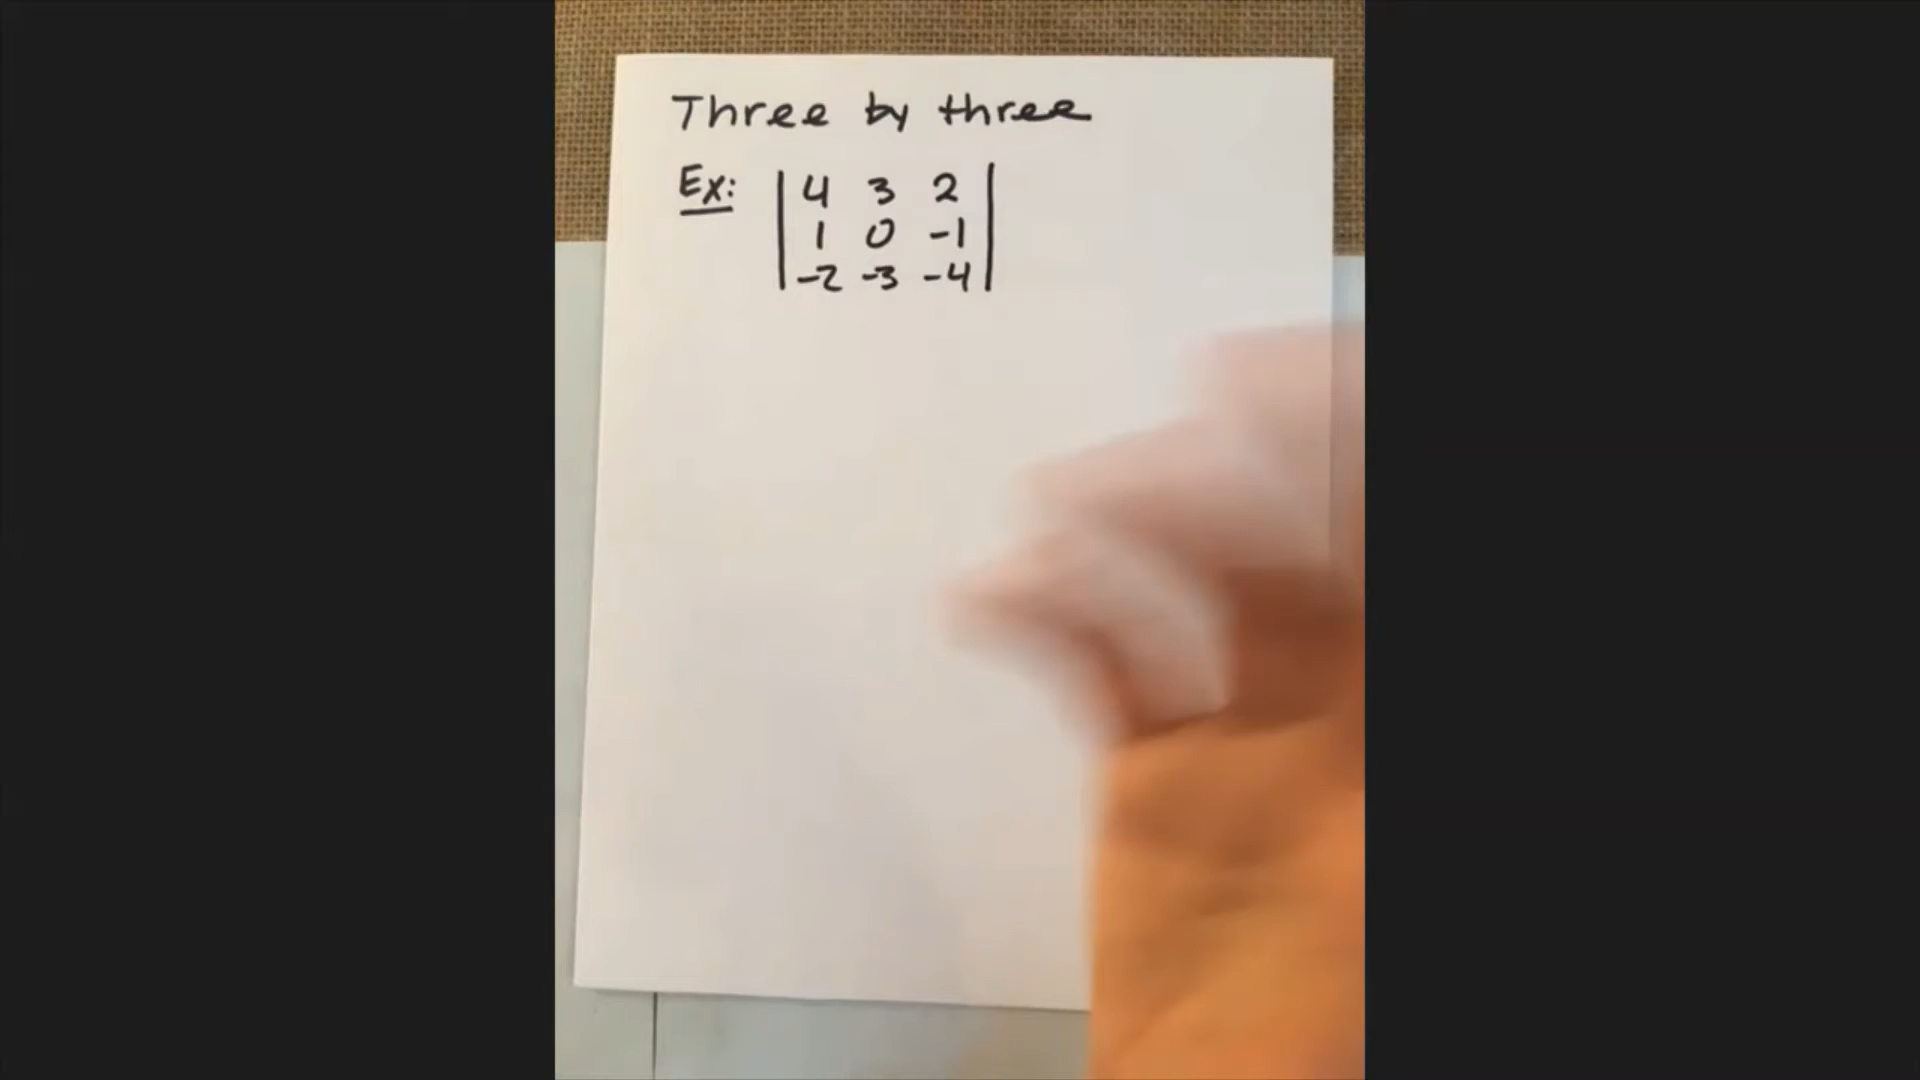 Three by three
Ex: | 4 3 2 |
| 1 0 -1 |
| -2 -3 -4 |